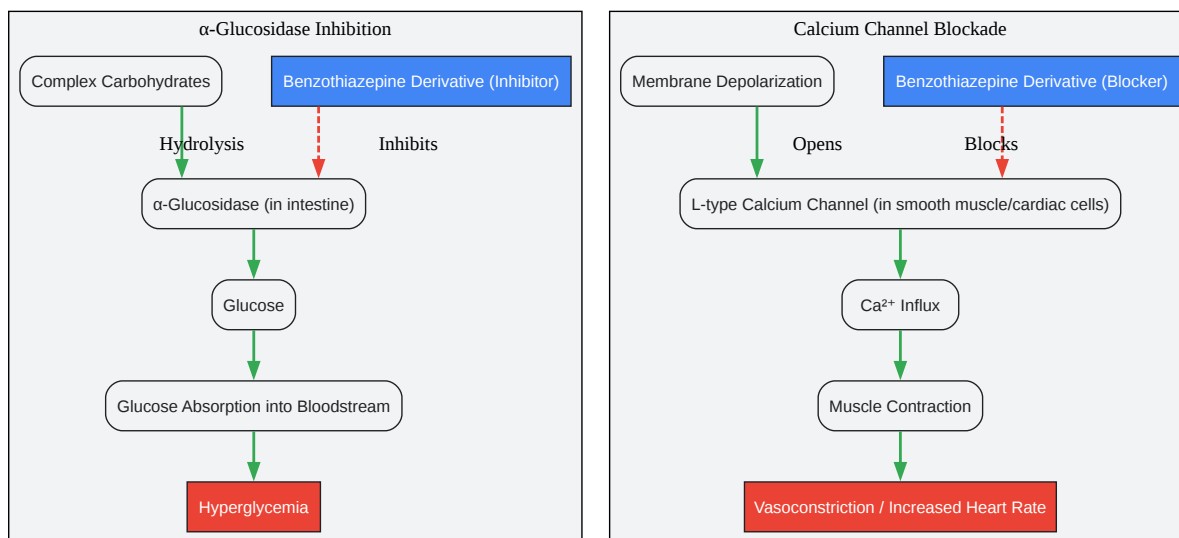 α-Glucosidase Inhibition
Complex Carbohydrates
Benzothiazepine Derivative (Inhibitor)
Hydrolysis
Inhibits
α-Glucosidase (in intestine)
Glucose
Glucose Absorption into Bloodstream
Hyperglycemia
Calcium Channel Blockade
Membrane Depolarization
Benzothiazepine Derivative (Blocker)
Opens
Blocks
L-type Calcium Channel (in smooth muscle/cardiac cells)
Ca²⁺ Influx
Muscle Contraction
Vasoconstriction / Increased Heart Rate